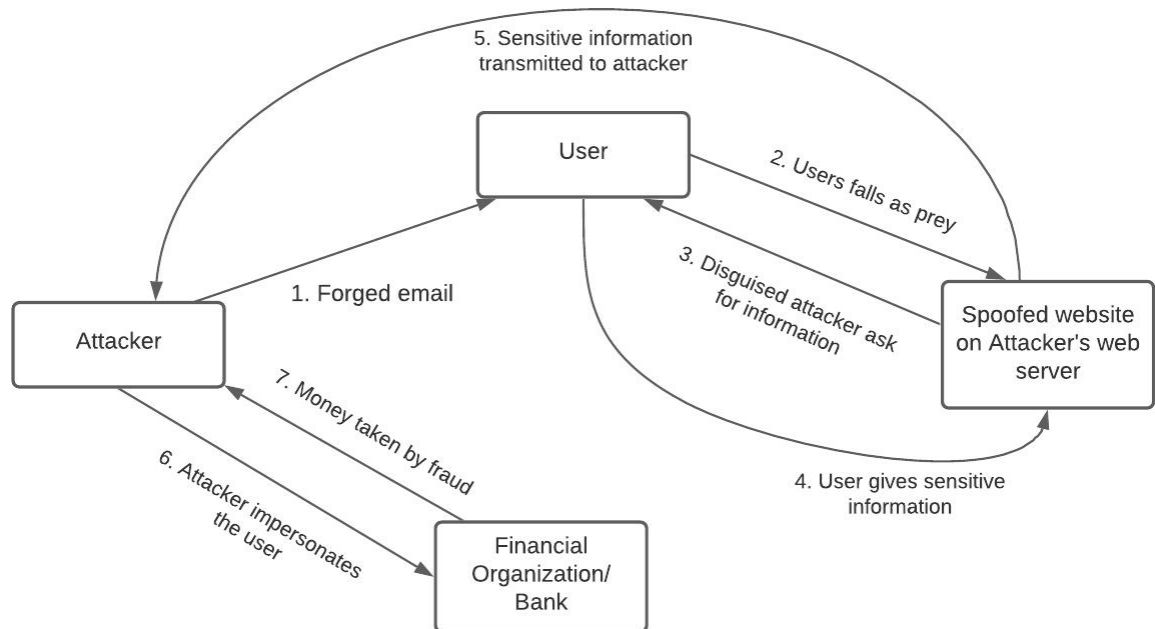 5. Sensitive information
transmitted to attacker
User
2. Users falls as prey
3. Disguised attacker ask
for information
1. Forged email
Attacker
Spoofed website
on Attacker's web
server
7. Money taken by fraud
6. Attacker impersonates
the user
4. User gives sensitive
information
Financial
Organization/
Bank